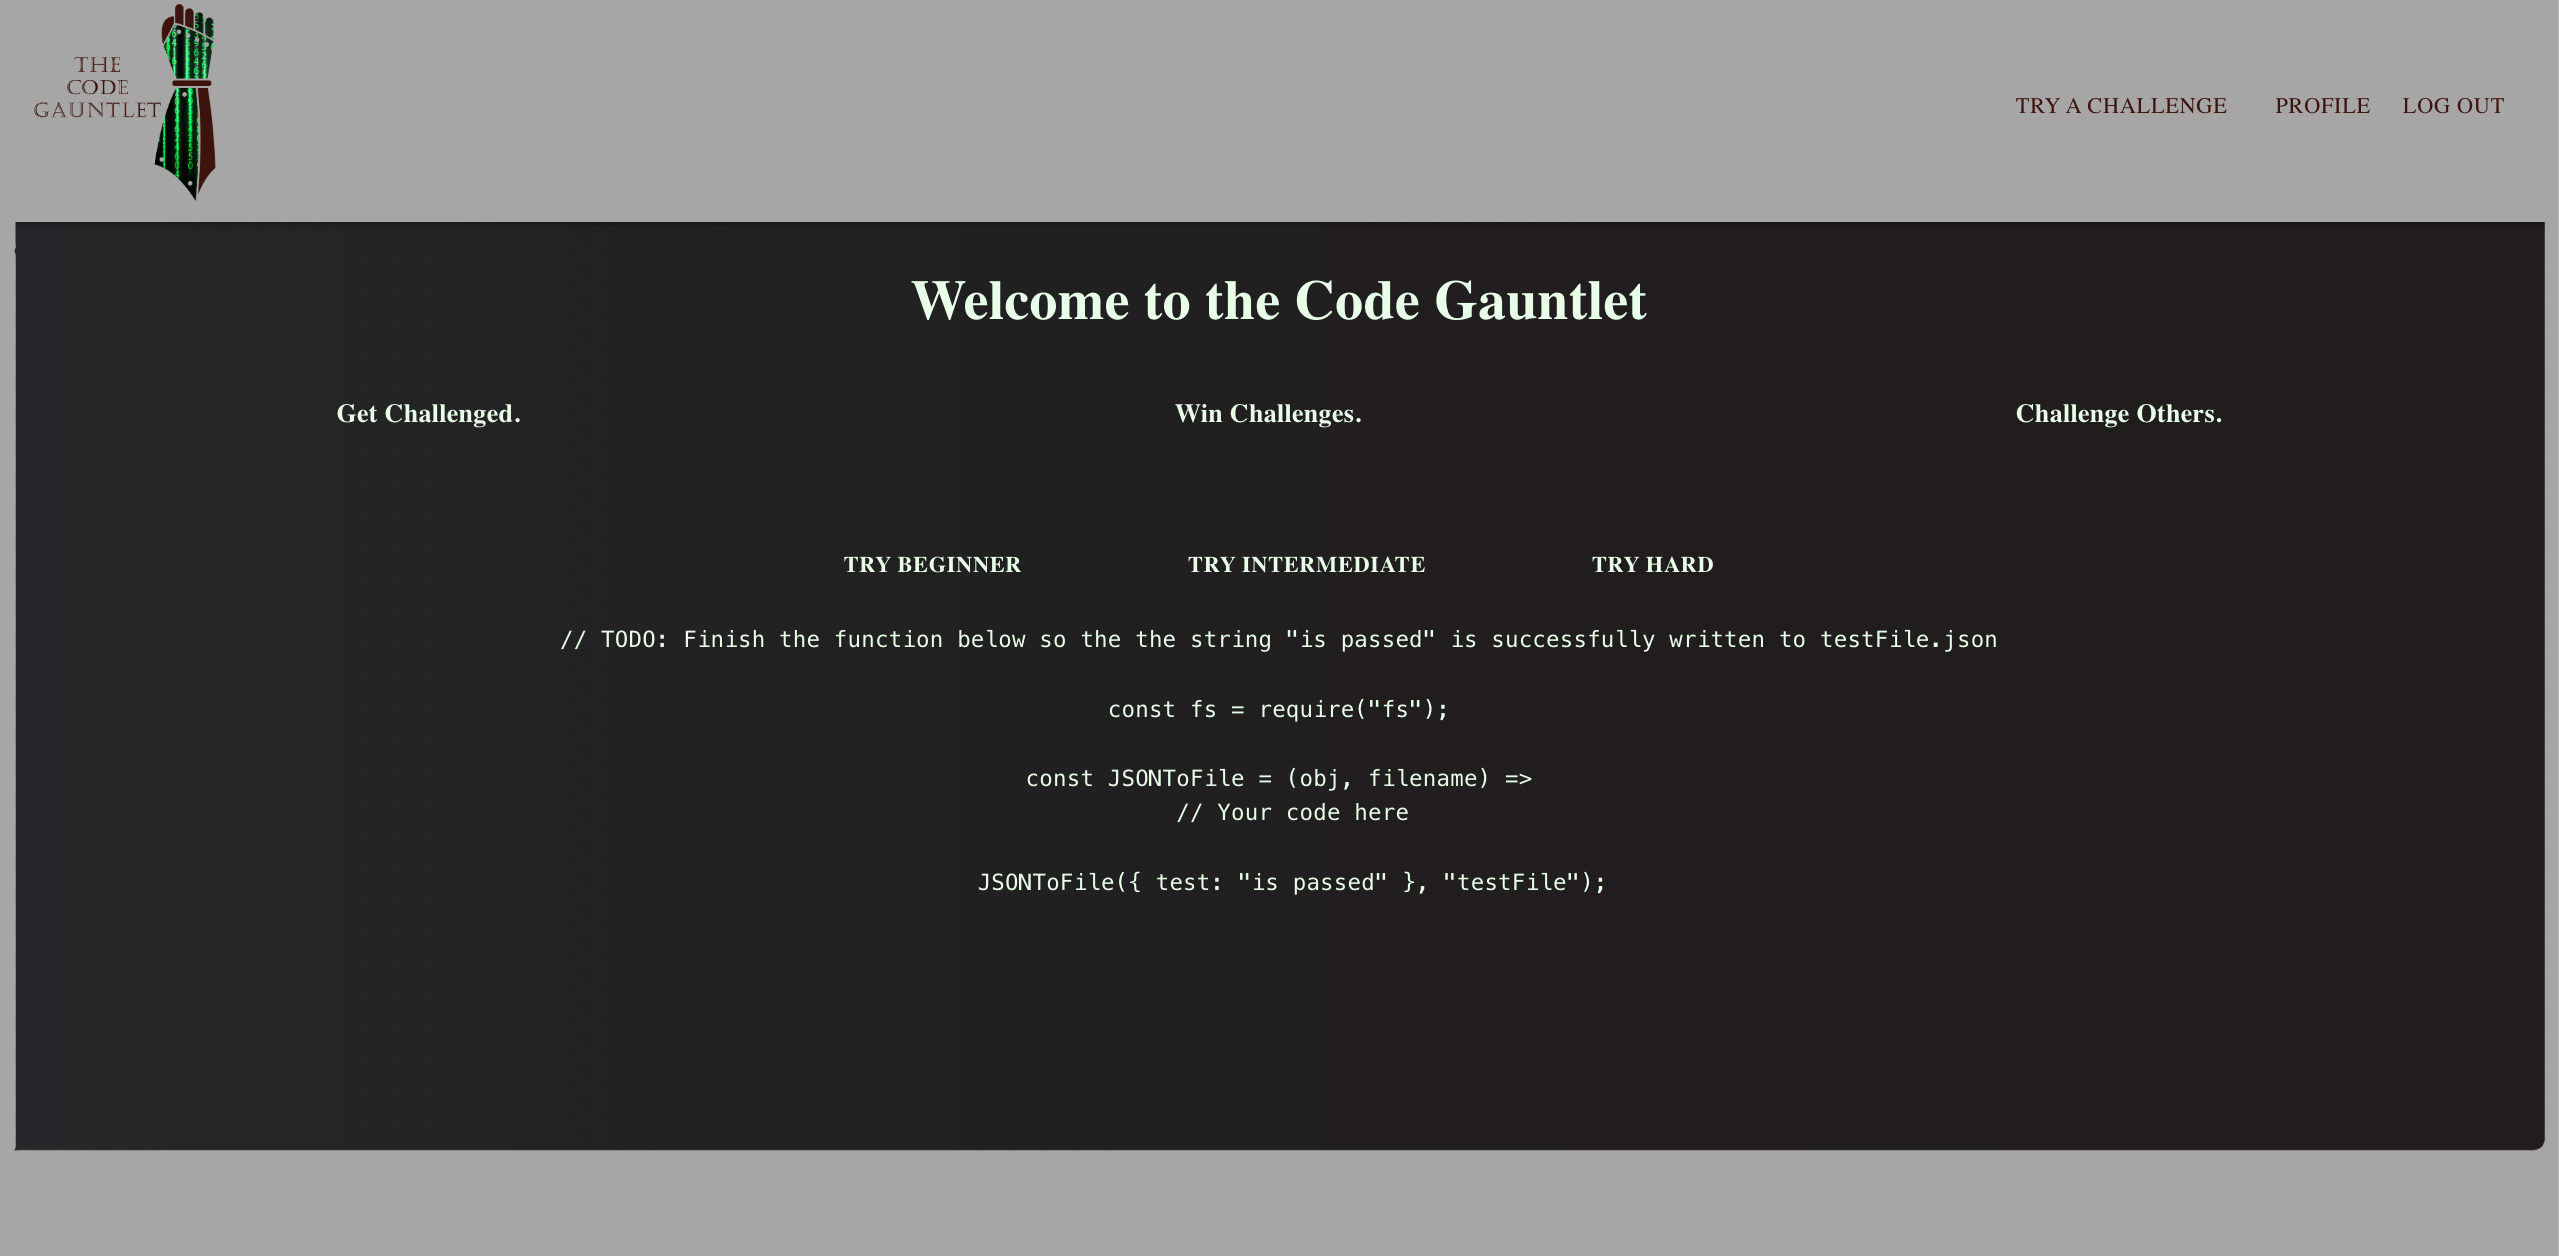 THE
CODE
GAUNTLET
TRY A CHALLENGE PROFILE LOG OUT
Welcome to the Code Gauntlet
Get Challenged. Win Challenges. Challenge Others.
TRY BEGINNER TRY INTERMEDIATE TRY HARD
// TODO: Finish the function below so the the string "is passed" is successfully written to testFile.json
const fs = require("fs");
const JSONToFile = (obj, filename) =>
// Your code here
JSONToFile({ test: "is passed" }, "testFile");